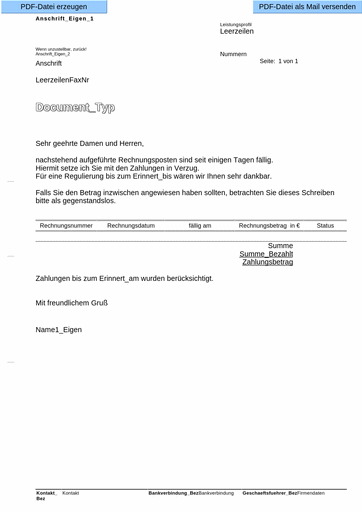 PDF-Datei erzeugen
PDF-Datei als Mail versenden
Anschrift_Eigen_1
Leistungsprofil
Leerzeilen
Wenn unzustellbar, zurück!
Anschrift_Eigen_2
Nummern
Anschrift
Seite: 1 von 1
LeerzeilenFaxNr
Document_Typ
Sehr geehrte Damen und Herren,
nachstehend aufgeführte Rechnungsposten sind seit einigen Tagen fällig.
Hiermit setze ich Sie mit den Zahlungen in Verzug.
Für eine Regulierung bis zum Erinnert_bis wären wir Ihnen sehr dankbar.
Falls Sie den Betrag inzwischen angewiesen haben sollten, betrachten Sie dieses Schreiben
bitte als gegenstandslos.
Rechnungsnummer Rechnungsdatum fällig am Rechnungsbetrag in € Status
Summe
Summe_Bezahlt
Zahlungsbetrag
Zahlungen bis zum Erinnert_am wurden berücksichtigt.
Mit freundlichem Gruß
Name1_Eigen
Kontakt_ Kontakt Bankverbindung_BezBankverbindung Geschaeftsfuehrer_BezFirmendaten
Bez